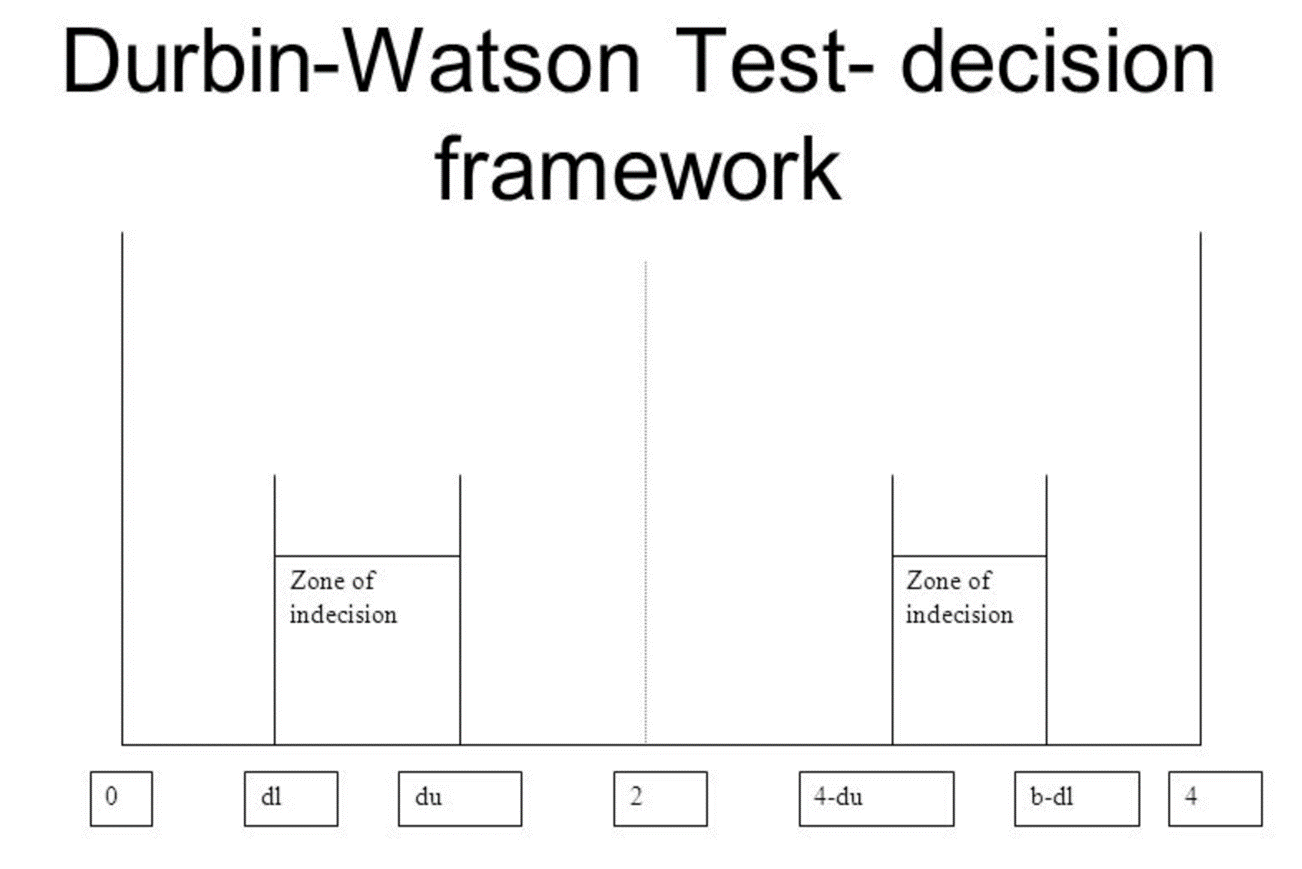 Durbin-Watson Test- decision
framework
Zone of
indecision
Zone of
indecision
0
dl
du
2
4-du
b-dl
4